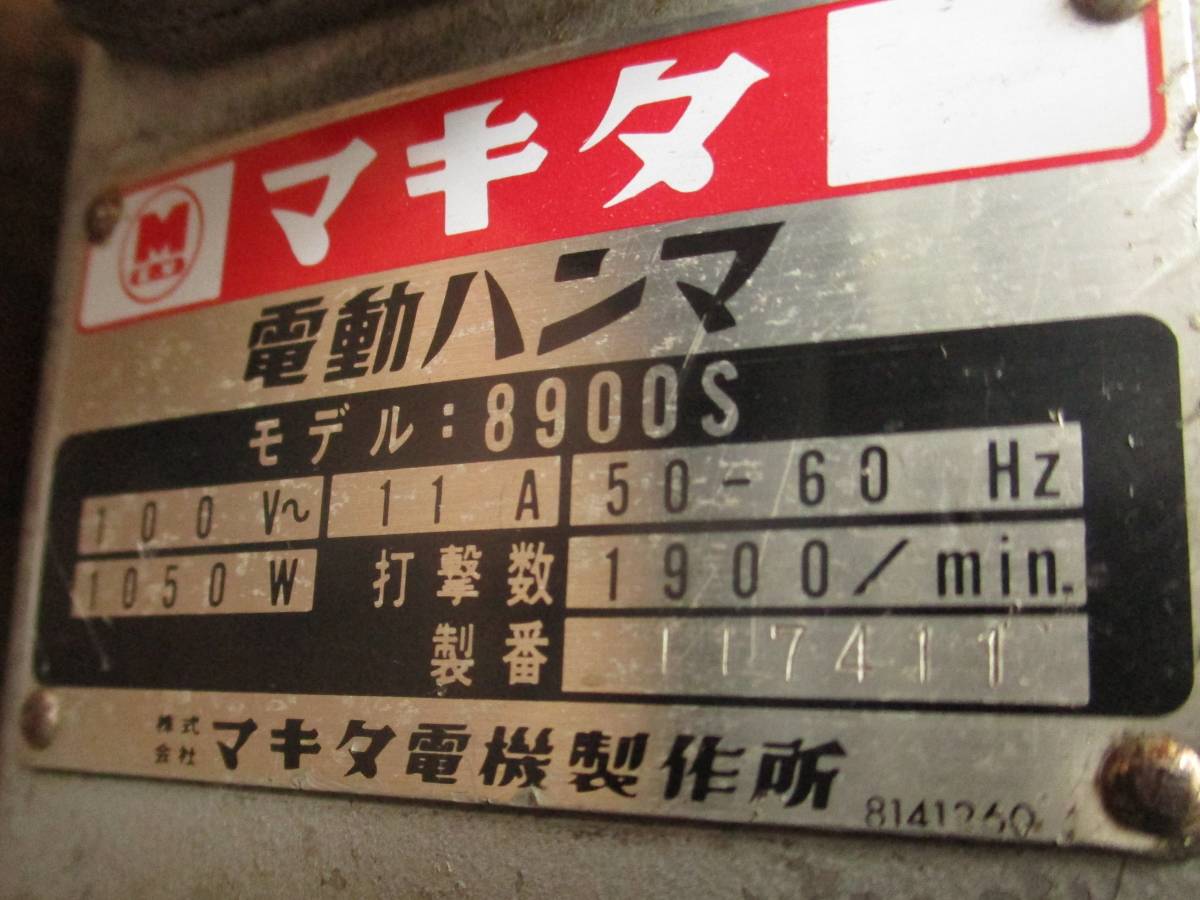 マキタ
電動ハンマ
モデル：8900S
100 V~ 11 A 50-60 Hz
1050 W 打撃数 1900/min.
製番 117411
株式会社 マキタ電機製作所
8141260